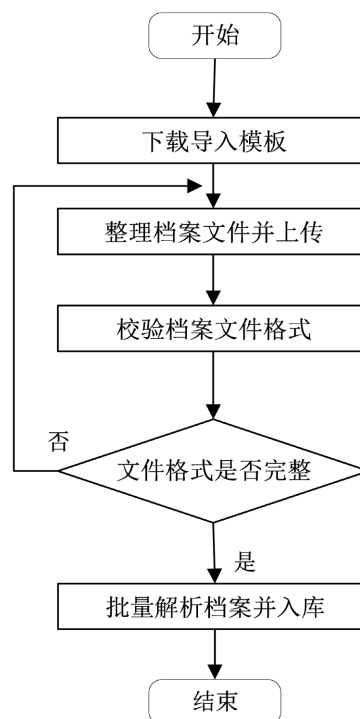 开始
下载导入模板
整理档案文件并上传
校验档案文件格式
否
文件格式是否完整
是
批量解析档案并入库
结束